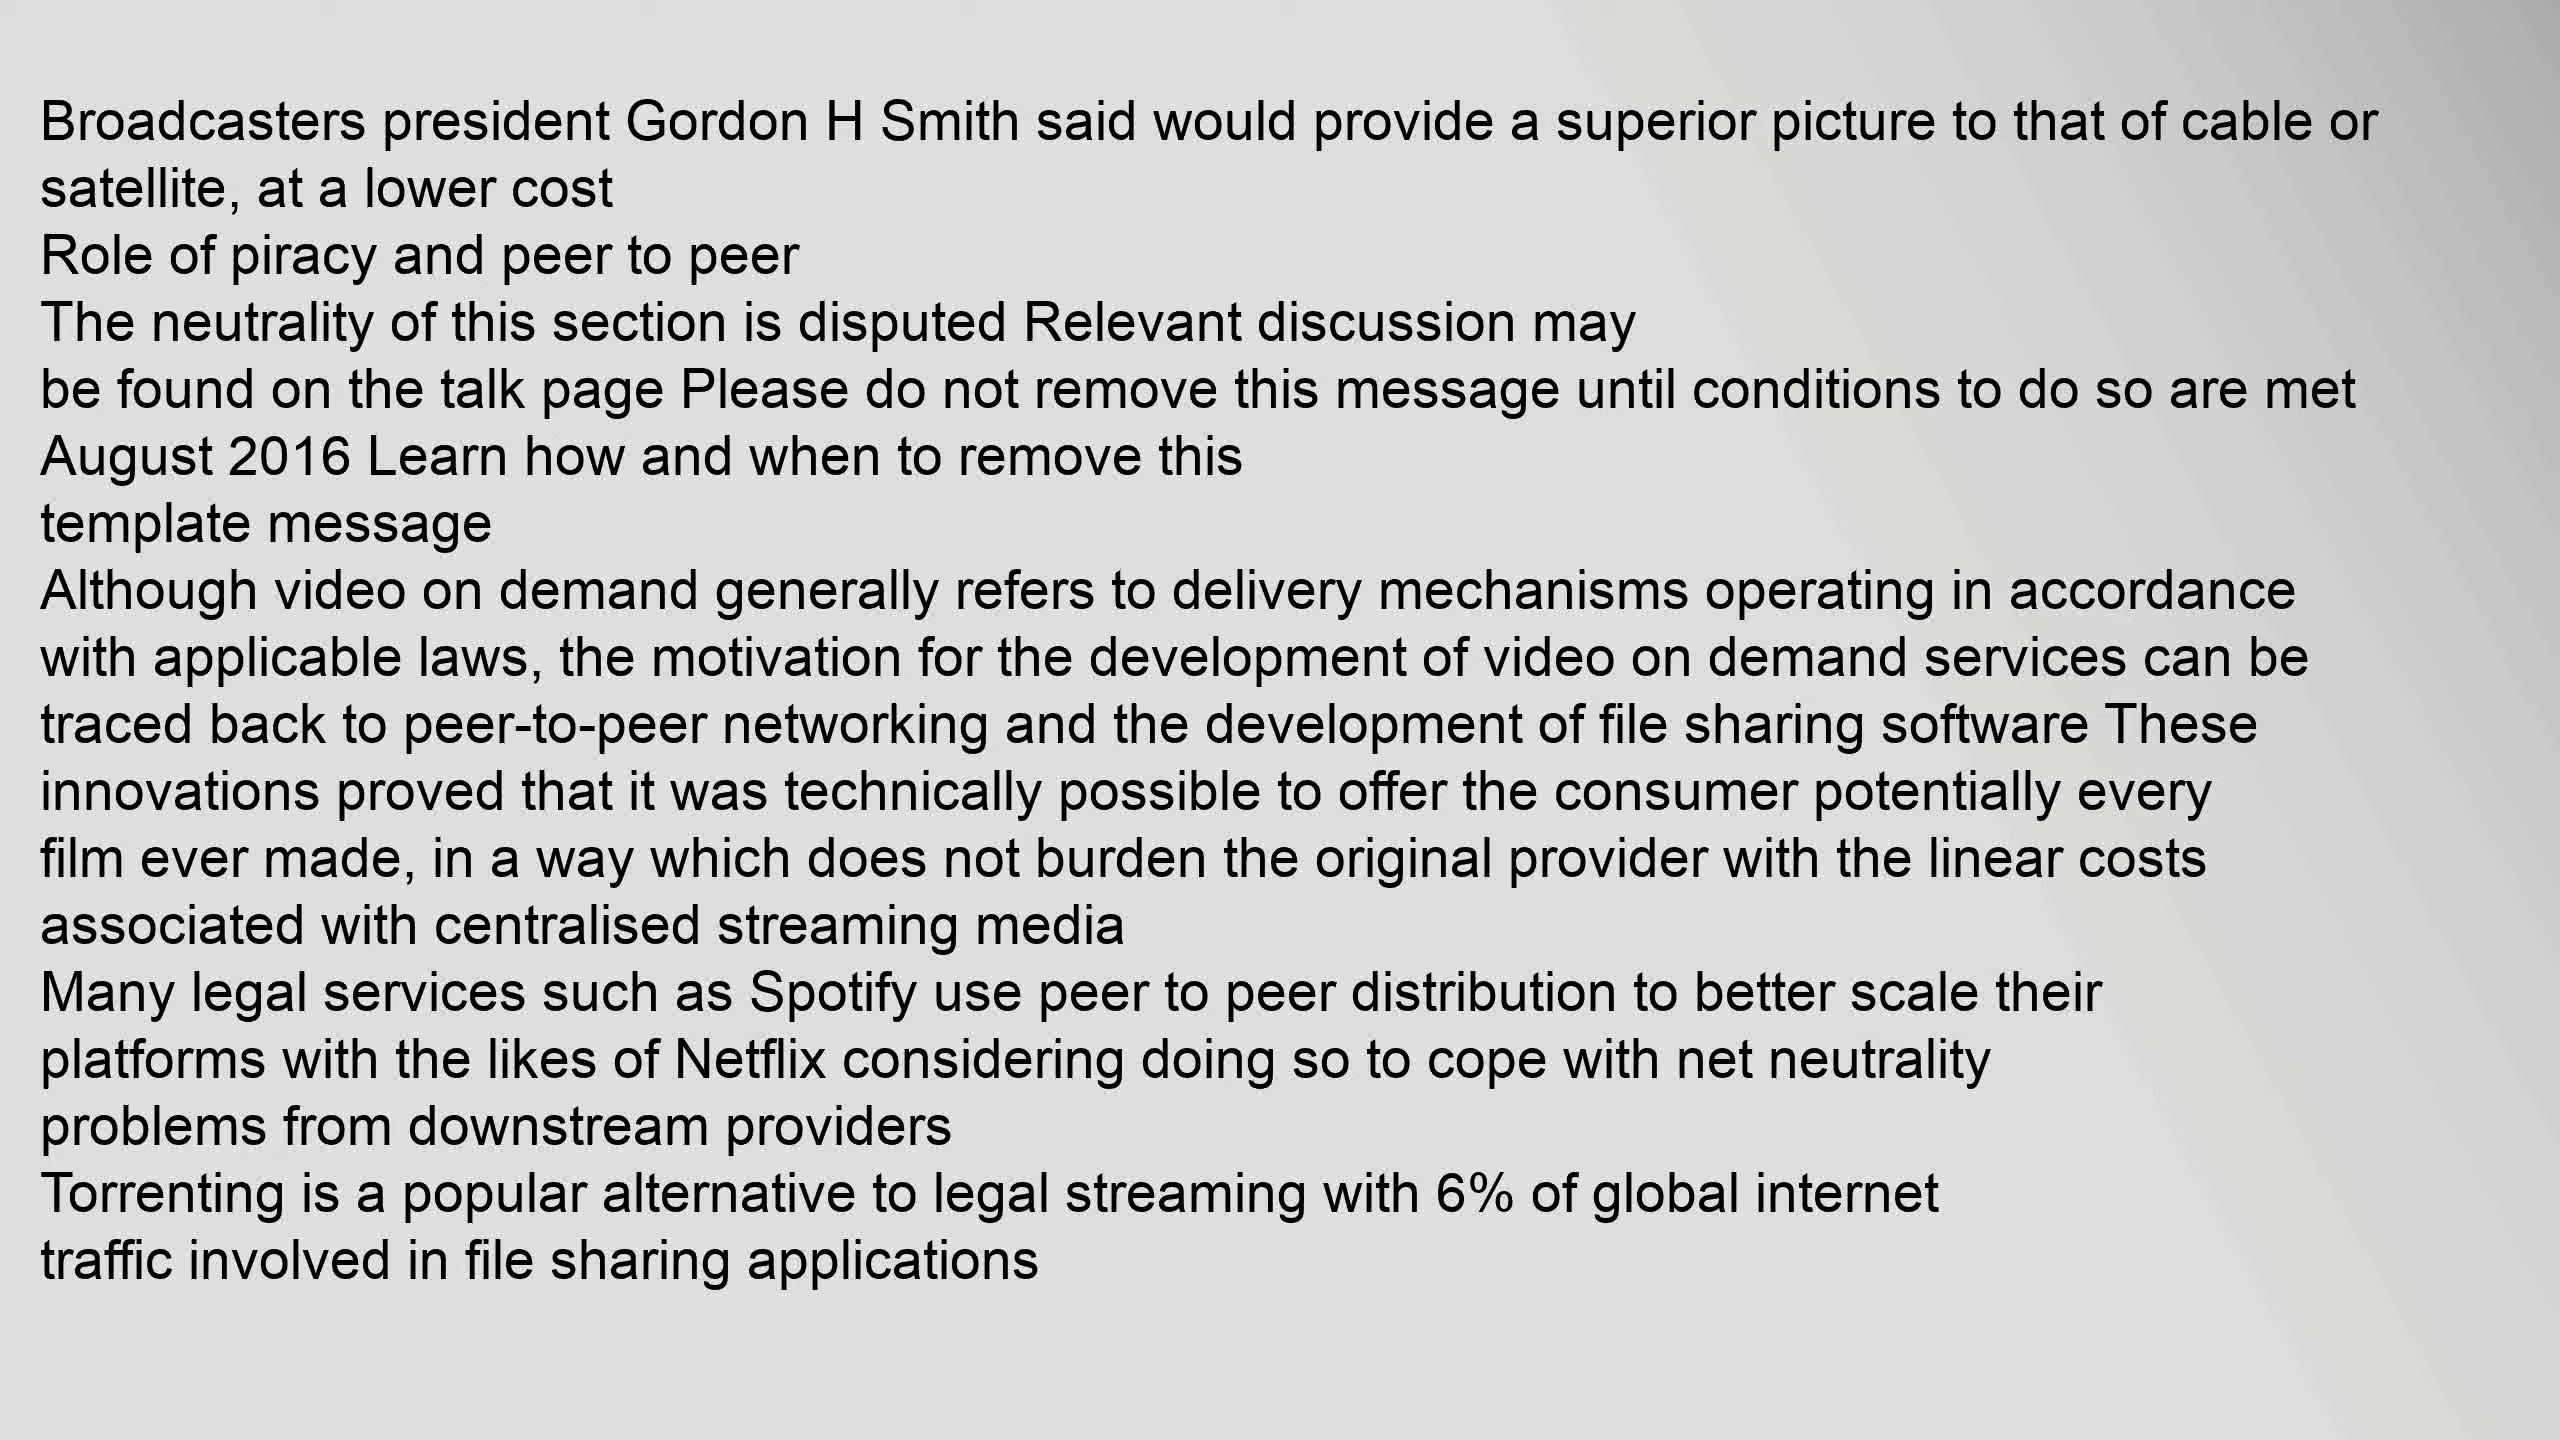 Broadcasters president Gordon H Smith said would provide a superior picture to that of cable or
satellite, at a lower cost
Role of piracy and peer to peer
The neutrality of this section is disputed Relevant discussion may
be found on the talk page Please do not remove this message until conditions to do so are met
August 2016 Learn how and when to remove this
template message
Although video on demand generally refers to delivery mechanisms operating in accordance
with applicable laws, the motivation for the development of video on demand services can be
traced back to peer-to-peer networking and the development of file sharing software These
innovations proved that it was technically possible to offer the consumer potentially every
film ever made, in a way which does not burden the original provider with the linear costs
associated with centralised streaming media
Many legal services such as Spotify use peer to peer distribution to better scale their
platforms with the likes of Netflix considering doing so to cope with net neutrality
problems from downstream providers
Torrenting is a popular alternative to legal streaming with 6% of global internet
traffic involved in file sharing applications